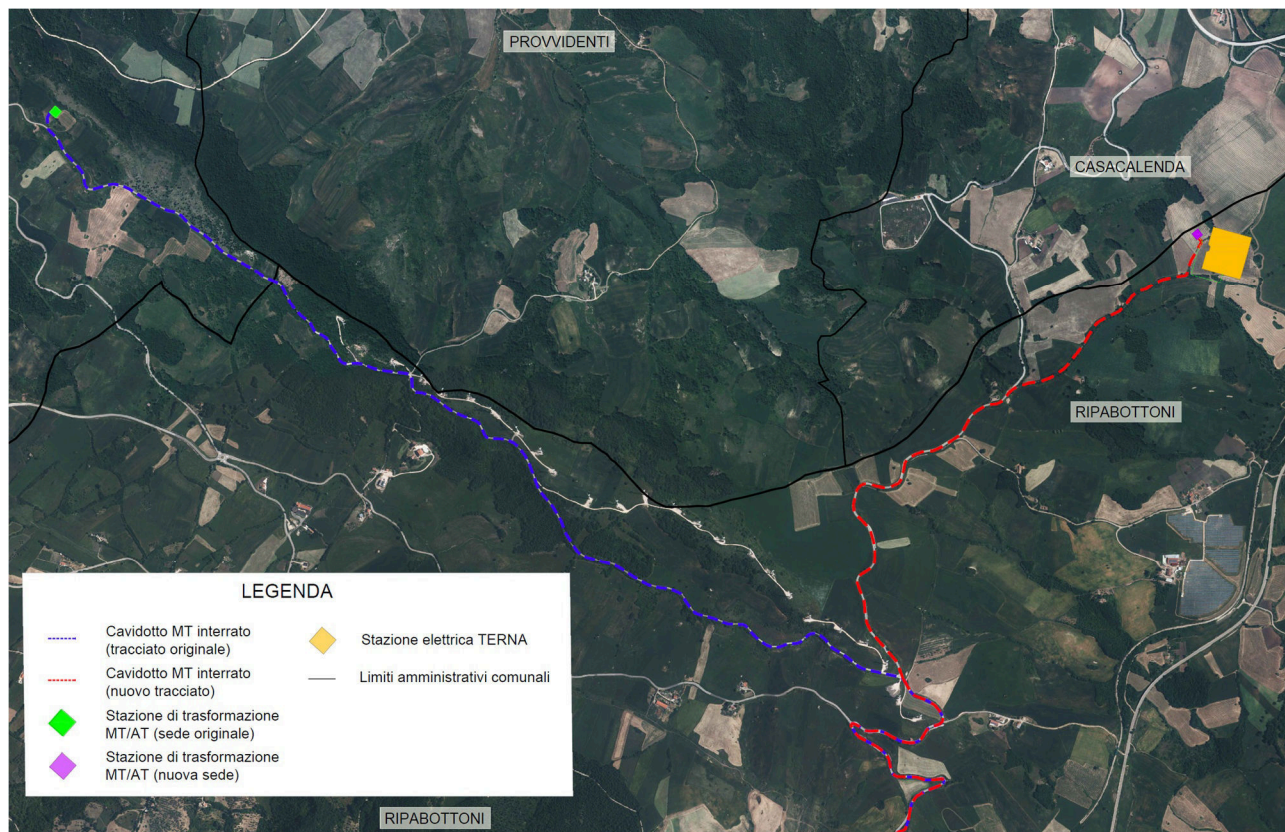 PROVVIDENTI
CASACALENDA
RIPABOTTONI
LEGENDA
Cavidotto MT interrato
(tracciato originale)
Cavidotto MT interrato
(nuovo tracciato)
Stazione di trasformazione
MT/AT (sede originale)
Stazione di trasformazione
MT/AT (nuova sede)
Stazione elettrica TERNA
Limiti amministrativi comunali
RIPABOTTONI